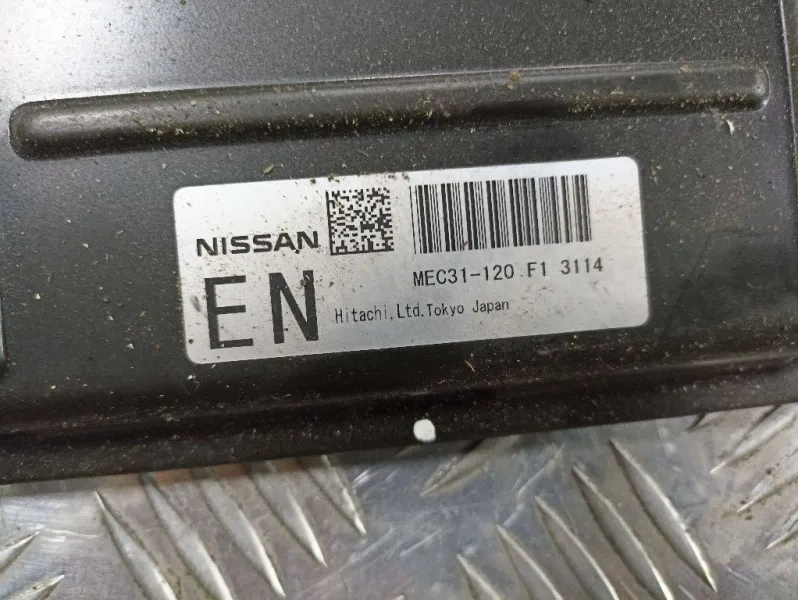 NISSAN
MEC31-120 F1 3114
EN
Hitachi,Ltd.Tokyo Japan